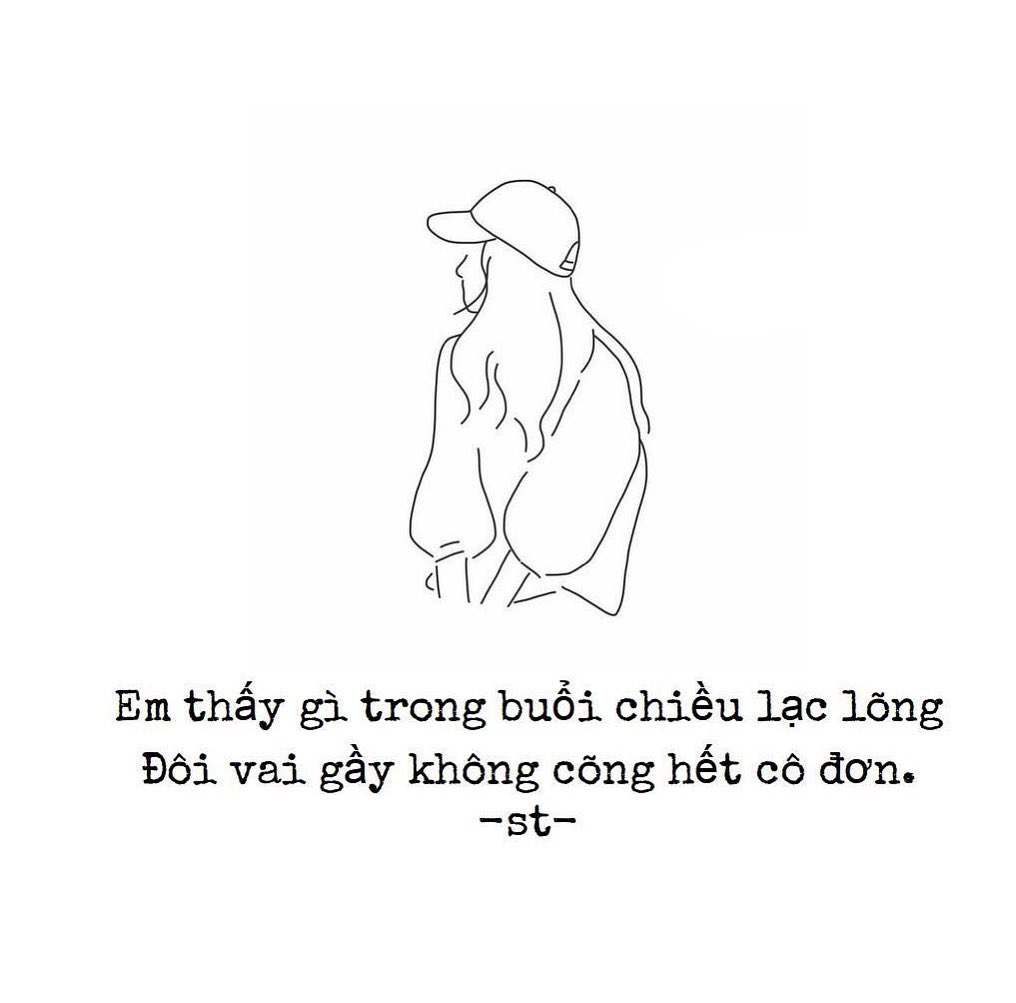 Em thấy gì trong buổi chiều lạc lõng
Đôi vai gầy không cõng hết cô đơn.
-st-